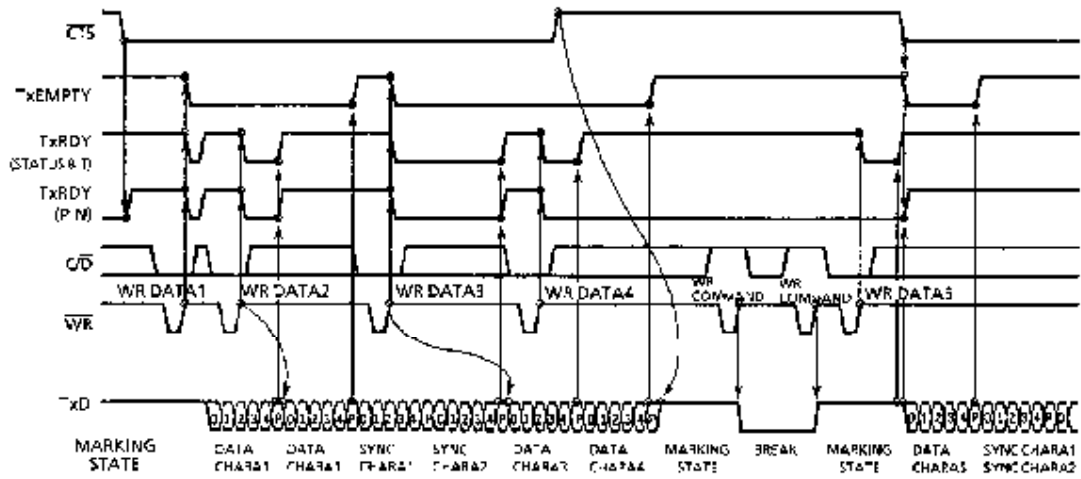 CTS
TxEMPTY
TxRDY
(STATUS BIT)
TxRDY
(PIN)
C/D
WR DATA1
WR DATA2
WR DATA3
WR DATA4
WR
COMMAND
WR
COMMAND
WR DATA5
WR
TxD
MARKING
STATE
DATA
CHARA1
DATA
CHARA1
SYNC
CHARA1
SYNC
CHARA2
DATA
CHARA3
DATA
CHARA4
MARKING
STATE
BREAK
MARKING
STATE
DATA
CHARA5
SYNC CHARA1
SYNC CHARA2